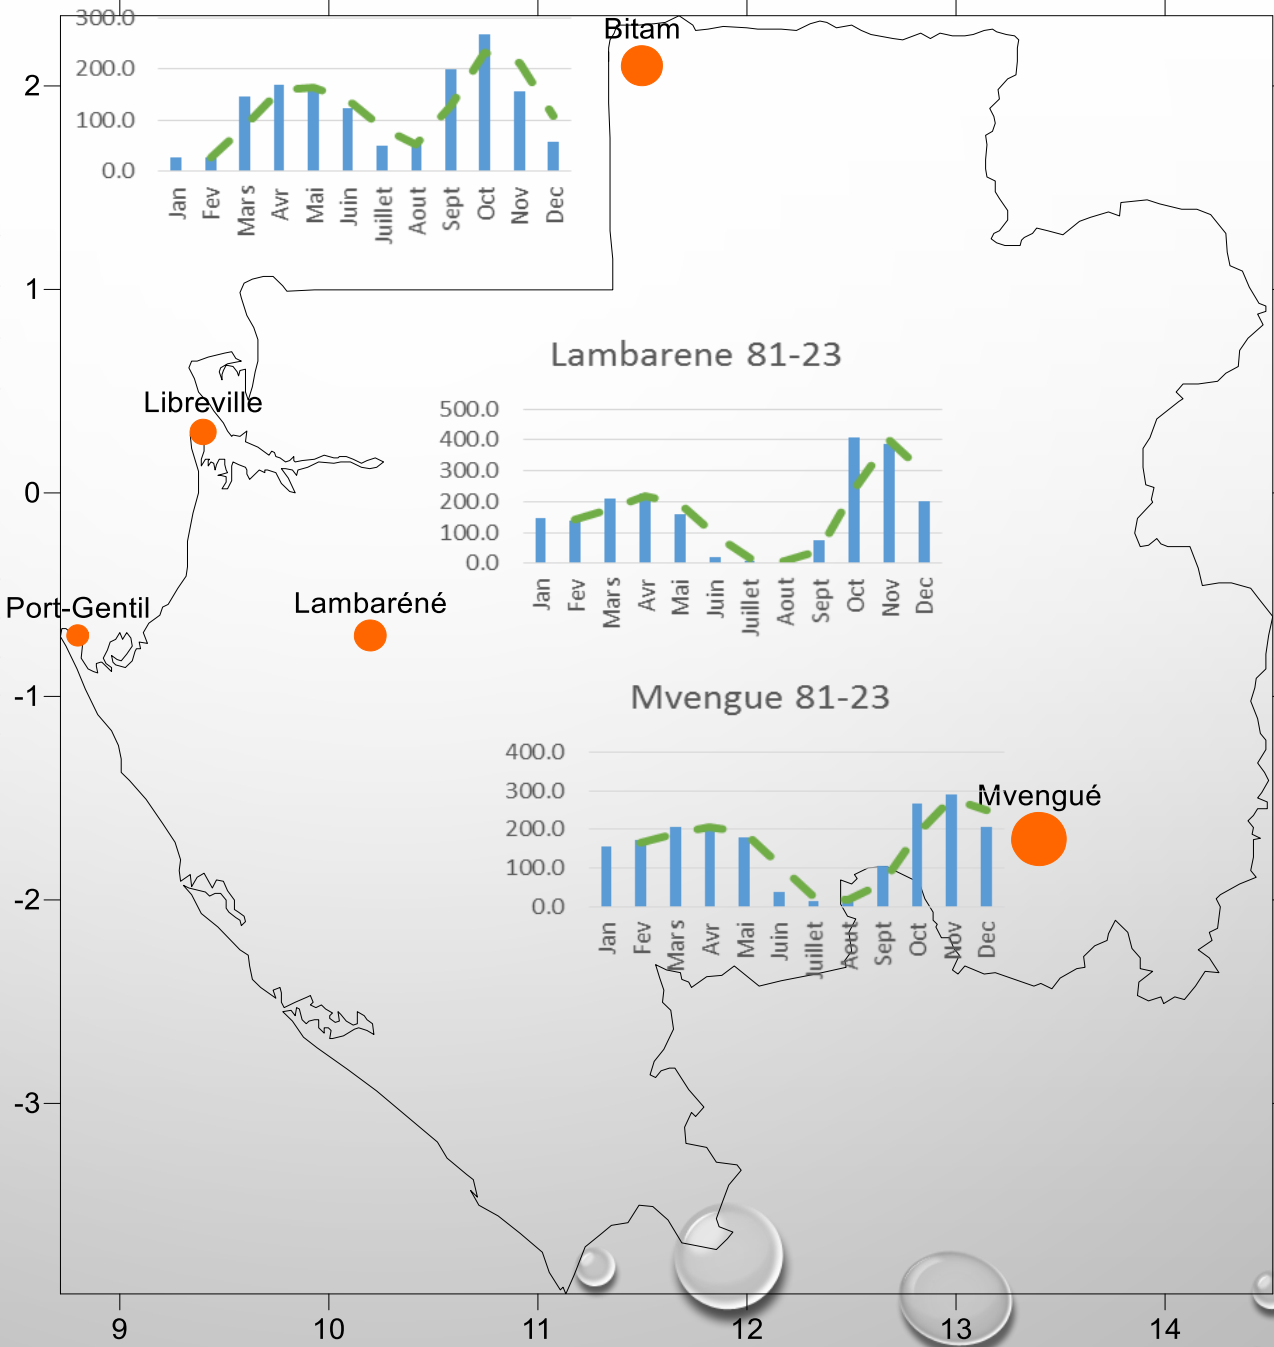 Bitam
300.0
200.0
100.0
0.0
Jan Fev Mars Avr Mai Juin Juillet Aout Sept Oct Nov Dec
2
1
0
-1
-2
-3
Lambarene 81-23
500.0
400.0
300.0
200.0
100.0
0.0
Jan Fev Mars Avr Mai Juin Juillet Aout Sept Oct Nov Dec
Libreville
Port-Gentil
Lambaréné
Mvengue 81-23
400.0
300.0
200.0
100.0
0.0
Jan Fev Mars Avr Mai Juin Juillet Aout Sept Oct Nov Dec
Mvengué
9 10 11 12 13 14